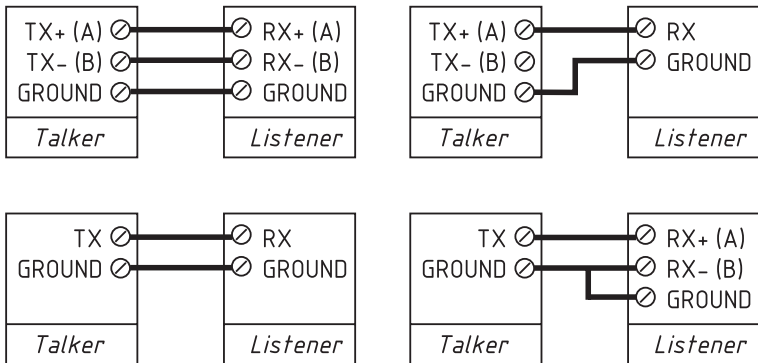 TX+ (A) RX+ (A)
TX- (B) RX- (B)
GROUND GROUND
Talker Listener
TX+ (A) RX
TX- (B) GROUND
GROUND
Talker Listener
TX RX
GROUND GROUND
Talker Listener
TX RX+ (A)
GROUND RX- (B)
GROUND
Talker Listener